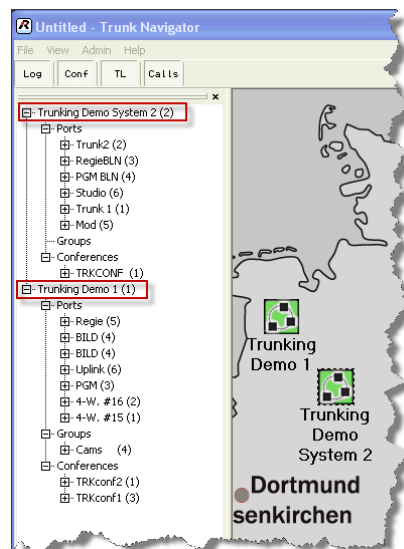 Untitled - Trunk Navigator
File View Admin Help
Log Conf TL Calls
Trunking Demo System 2 (2)
Ports
Trunk2 (2)
RegieBLN (3)
PGM BLN (4)
Studio (6)
Trunk 1 (1)
Mod (5)
Groups
Conferences
TRKCONF (1)
Trunking Demo 1 (1)
Ports
Regie (5)
BILD (4)
BILD (4)
Uplink (6)
PGM (3)
4-W. #16 (2)
4-W. #15 (1)
Groups
Cams (4)
Conferences
TRKconf2 (1)
TRKconf1 (3)
Trunking
Demo 1
Trunking
Demo
System 2
Dortmund
senkirchen